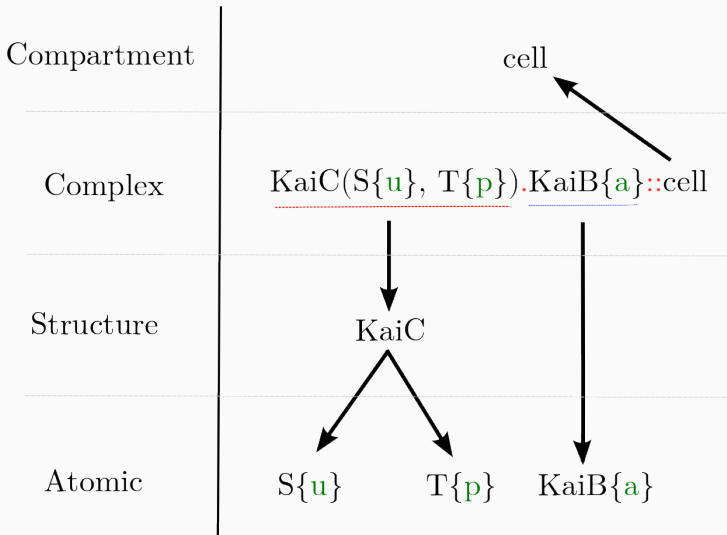 Compartment cell
Complex KaiC(S{u}, T{p}).KaiB{a}::cell
Structure KaiC
Atomic S{u} T{p} KaiB{a}